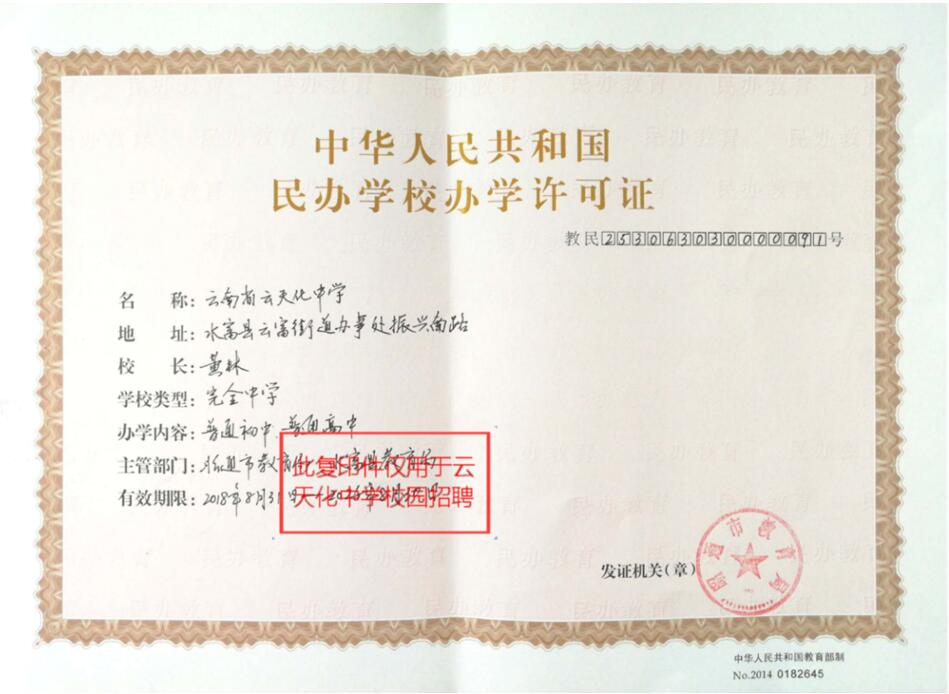 中华人民共和国
民办学校办学许可证
教民253063030000091号
名 称：云南省云天化中学
地 址：水富县云富街道办事处振兴南路
校 长：黄林
学校类型：完全中学
办学内容：普通初中、普通高中
主管部门：昭通市教育局、水富县教育局
有效期限：2018年8月31日
此复印件仅用于云
天化中学校园招聘
发证机关(章)
昭通市教育局
中华人民共和国教育部制
No.2014 0182645